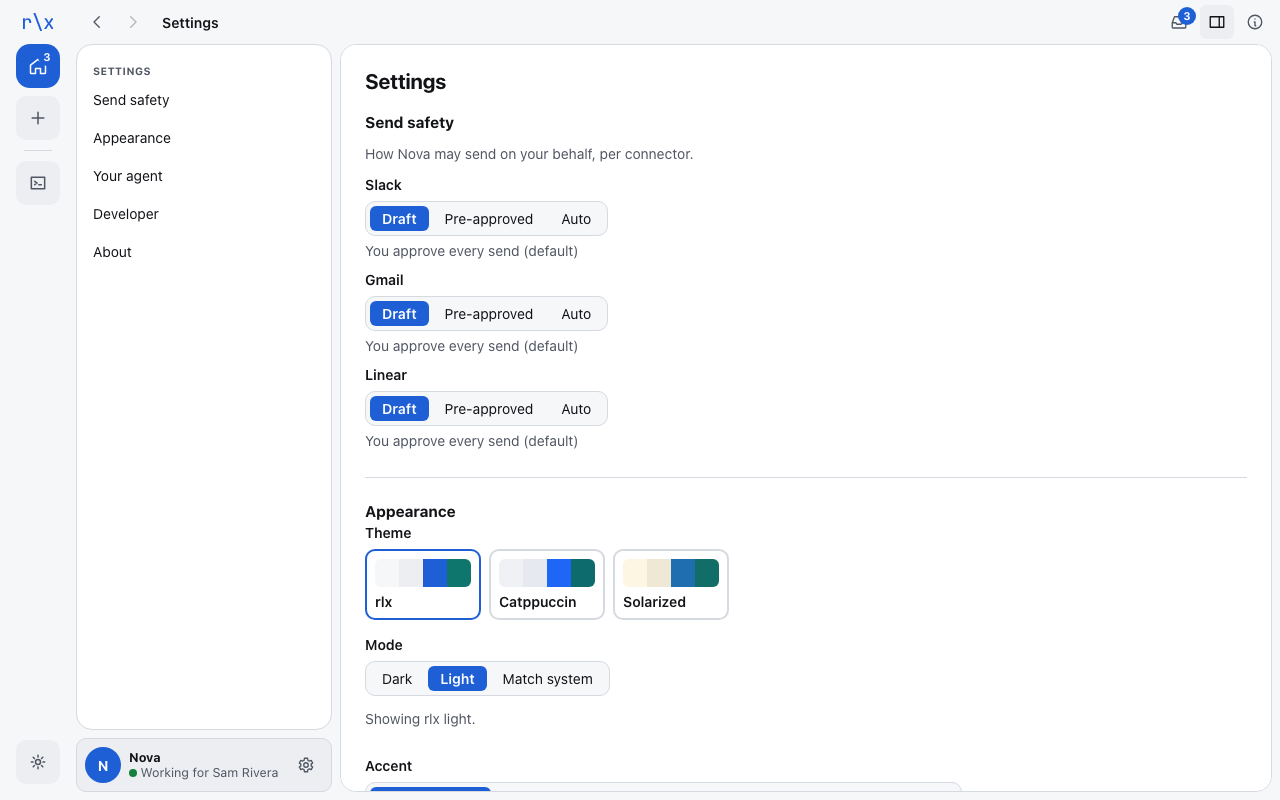 r\x
Settings
3
3
SETTINGS
Send safety
Appearance
Your agent
Developer
About
N
Nova
Working for Sam Rivera
Settings
Send safety
How Nova may send on your behalf, per connector.
Slack
Draft Pre-approved Auto
You approve every send (default)
Gmail
Draft Pre-approved Auto
You approve every send (default)
Linear
Draft Pre-approved Auto
You approve every send (default)
Appearance
Theme
rlx Catppuccin Solarized
Mode
Dark Light Match system
Showing rlx light.
Accent